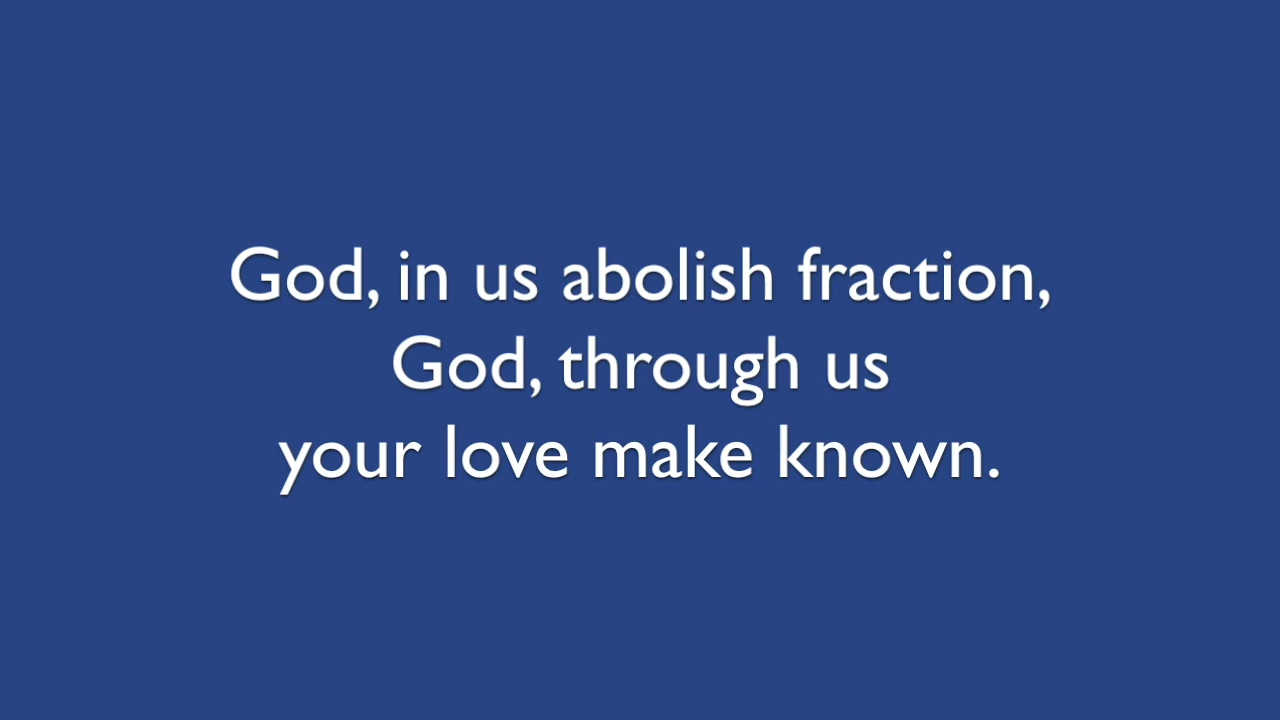 God, in us abolish fraction,
God, through us
your love make known.